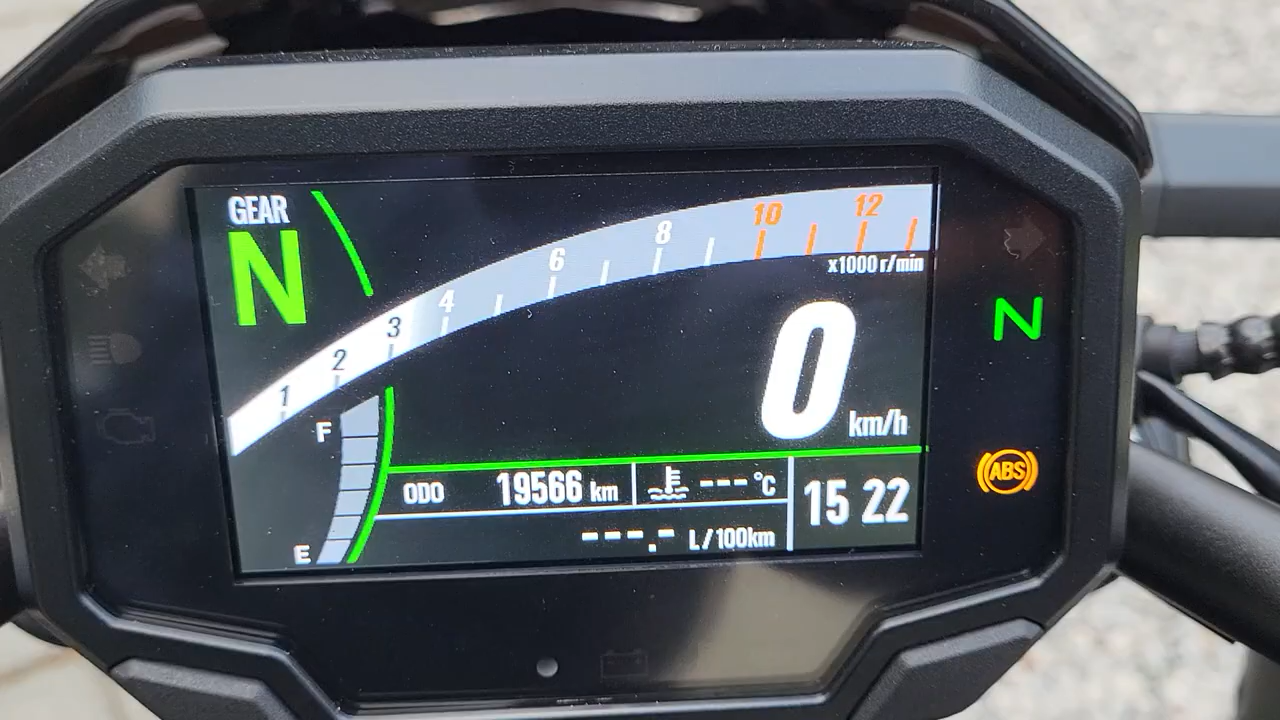 GEAR
N
1 2 3 4 6 8 10 12
x1000 r/min
N
0 km/h
F
E
ODO 19566 km
---°C
15 22
---.- L/100km
ABS